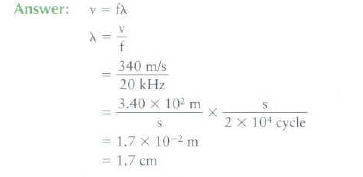 Answer: v = fλ
λ = v/f
= 340 m/s / 20 kHz
= 3.40 × 10² m / s × s / 2 × 10⁴ cycle
= 1.7 × 10⁻² m
= 1.7 cm